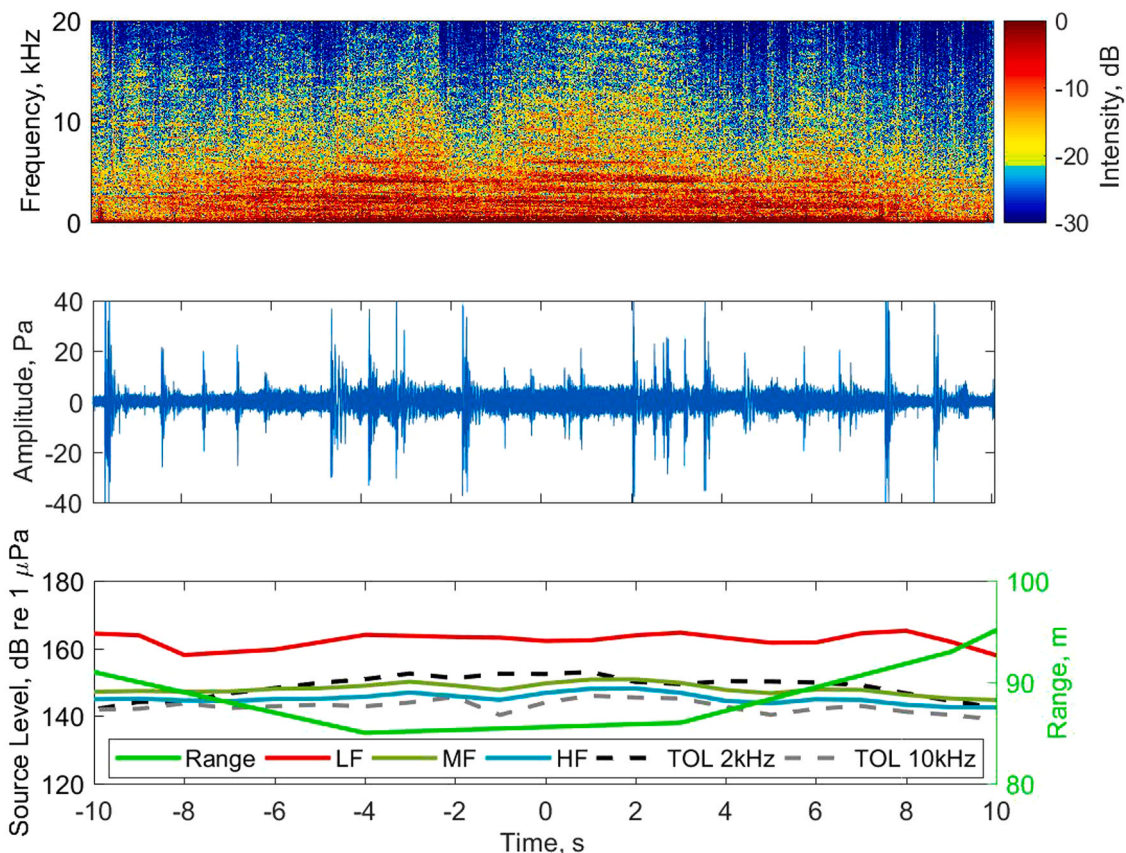 Frequency, kHz
20
10
0
0
-10
-20
-30
Intensity, dB
Amplitude, Pa
40
20
0
-20
-40
Source Level, dB re 1 μPa
180
160
140
120
100
90
80
Range, m
Range LF MF HF TOL 2kHz TOL 10kHz
-10 -8 -6 -4 -2 0 2 4 6 8 10
Time, s